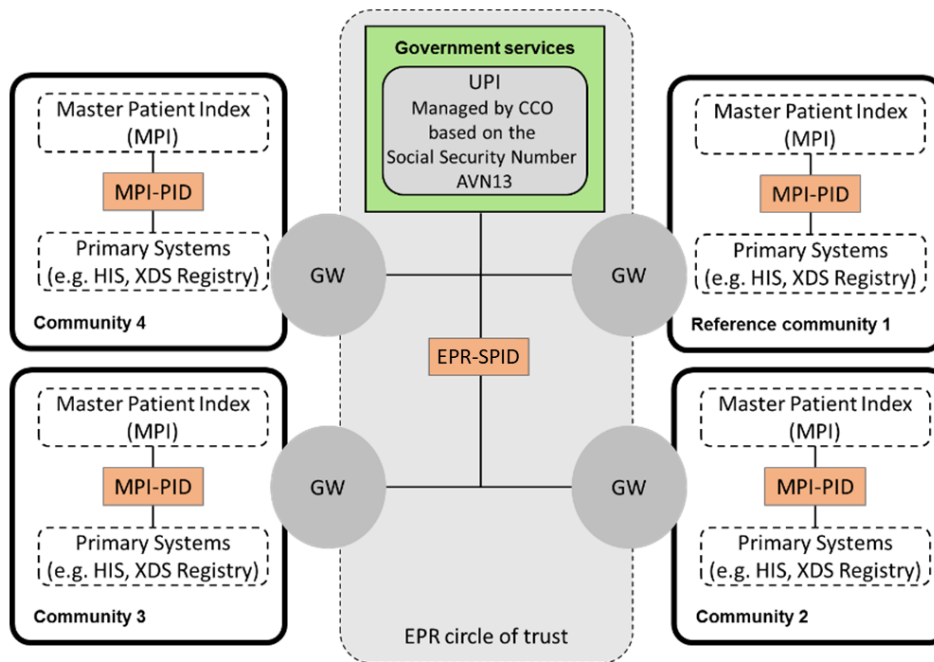 Government services
UPI
Managed by CCO
based on the
Social Security Number
AVN13
Master Patient Index
(MPI)
MPI-PID
Primary Systems
(e.g. HIS, XDS Registry)
Community 4
GW
GW
Master Patient Index
(MPI)
MPI-PID
Primary Systems
(e.g. HIS, XDS Registry)
Reference community 1
EPR-SPID
Master Patient Index
(MPI)
MPI-PID
Primary Systems
(e.g. HIS, XDS Registry)
Community 3
GW
GW
Master Patient Index
(MPI)
MPI-PID
Primary Systems
(e.g. HIS, XDS Registry)
Community 2
EPR circle of trust